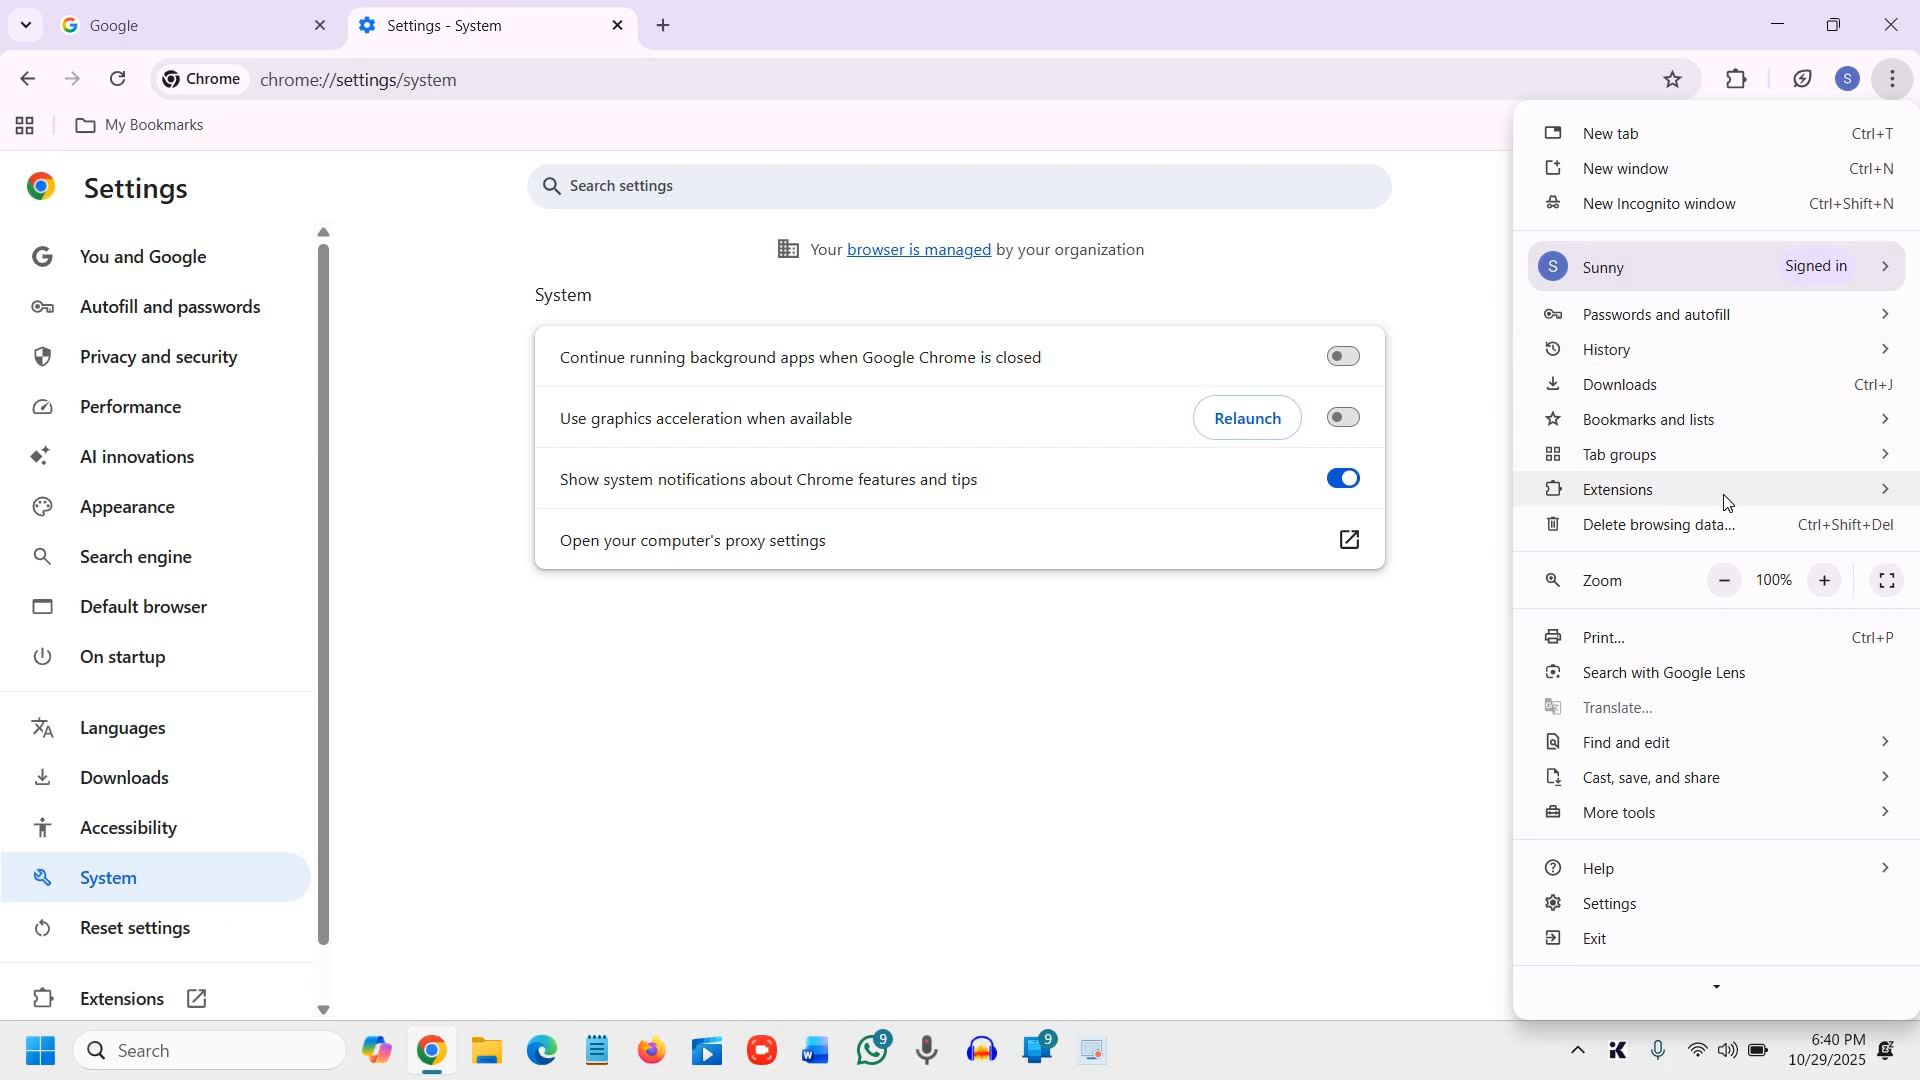 Google
Settings - System
Chrome
chrome://settings/system
S
My Bookmarks
Settings
You and Google
Autofill and passwords
Privacy and security
Performance
AI innovations
Appearance
Search engine
Default browser
On startup
Languages
Downloads
Accessibility
System
Reset settings
Extensions
Search settings
Your browser is managed by your organization
System
Continue running background apps when Google Chrome is closed
Use graphics acceleration when available Relaunch
Show system notifications about Chrome features and tips
Open your computer's proxy settings
New tab Ctrl+T
New window Ctrl+N
New Incognito window Ctrl+Shift+N
S Sunny Signed in
Passwords and autofill
History
Downloads Ctrl+J
Bookmarks and lists
Tab groups
Extensions
Delete browsing data... Ctrl+Shift+Del
Zoom − 100% +
Print... Ctrl+P
Search with Google Lens
Translate...
Find and edit
Cast, save, and share
More tools
Help
Settings
Exit
Search
W
9
9
K
6:40 PM
10/29/2025